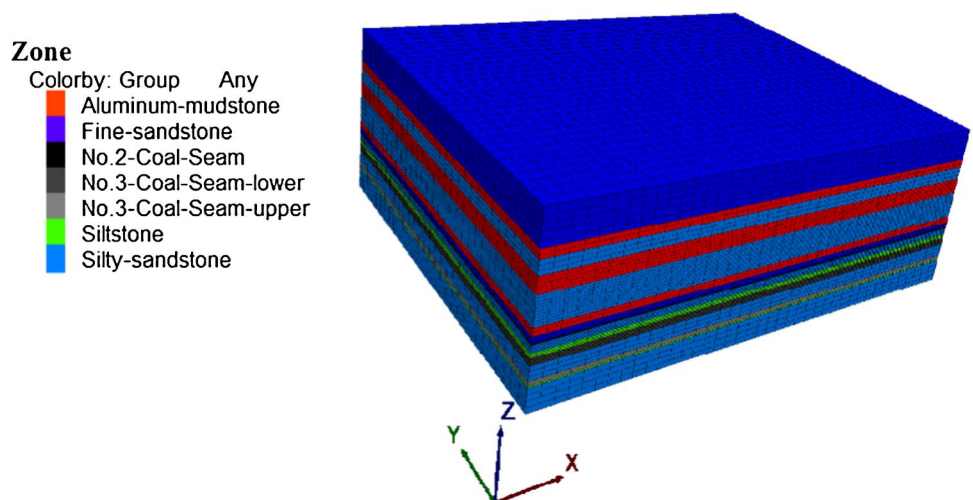 Zone
Colorby: Group Any
Aluminum-mudstone
Fine-sandstone
No.2-Coal-Seam
No.3-Coal-Seam-lower
No.3-Coal-Seam-upper
Siltstone
Silty-sandstone
Z
Y
X